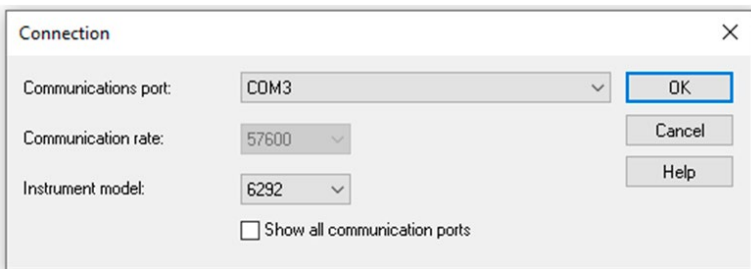 Connection
Communications port: COM3 OK
Communication rate: 57600 Cancel
Help
Instrument model: 6292
Show all communication ports